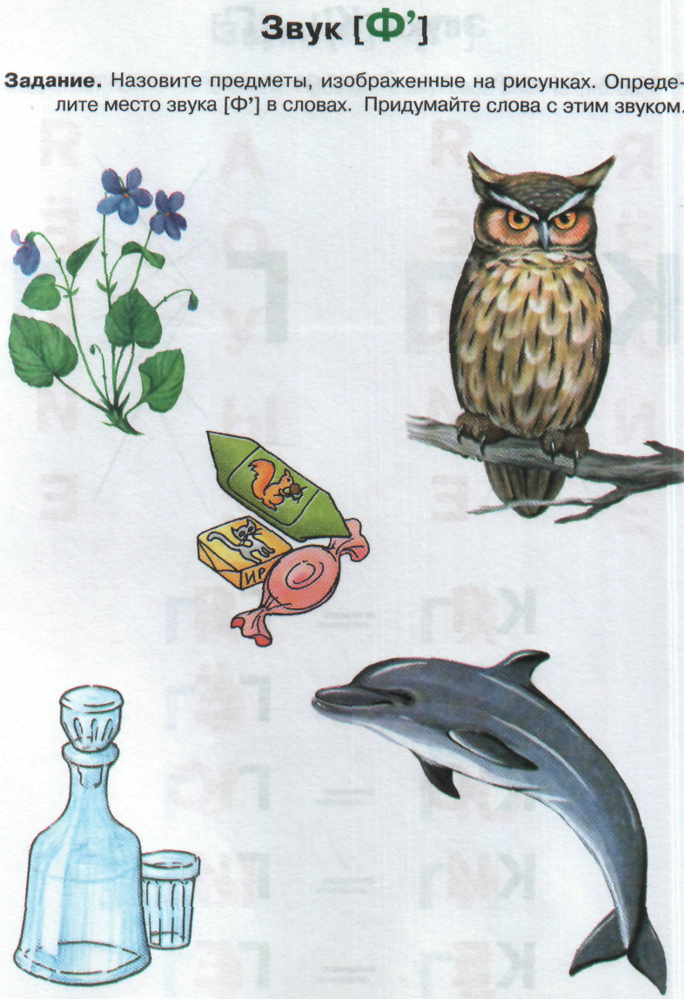 Звук [Ф’]
Задание. Назовите предметы, изображенные на рисунках. Опреде-
лите место звука [Ф’] в словах. Придумайте слова с этим звуком.
ИР